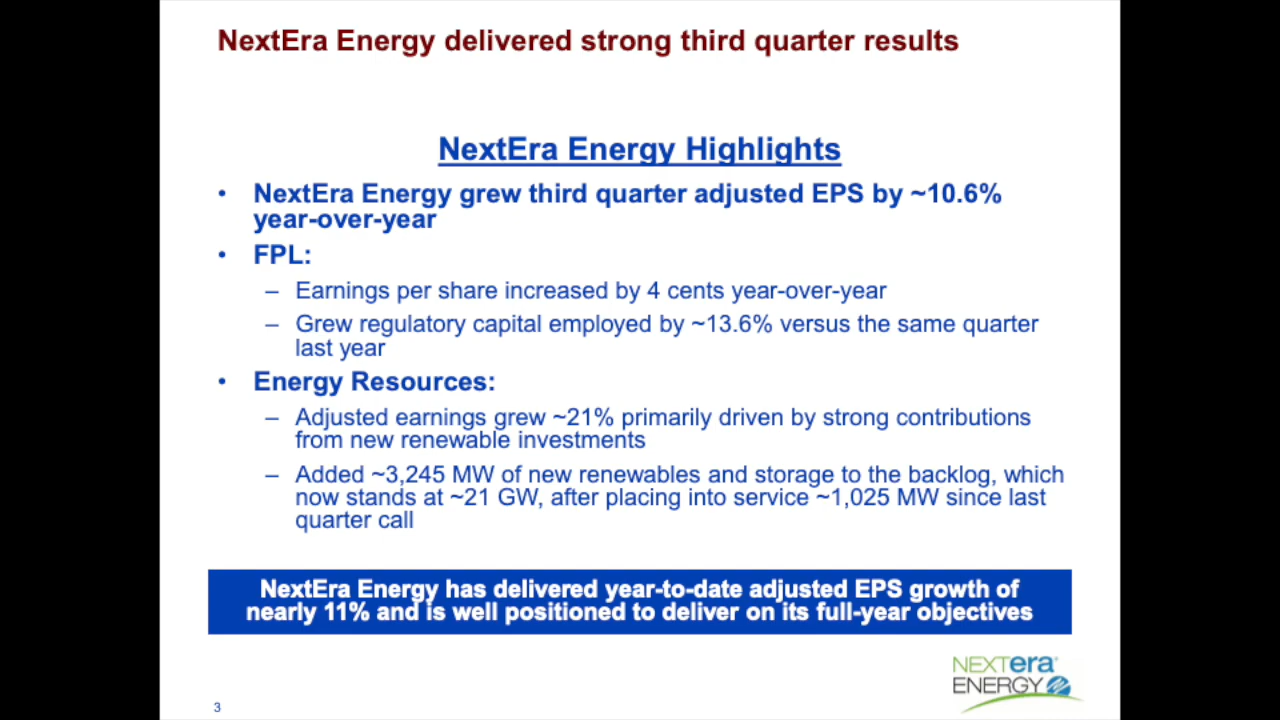 NextEra Energy delivered strong third quarter results
NextEra Energy Highlights
• NextEra Energy grew third quarter adjusted EPS by ~10.6%
year-over-year
• FPL:
– Earnings per share increased by 4 cents year-over-year
– Grew regulatory capital employed by ~13.6% versus the same quarter
last year
• Energy Resources:
– Adjusted earnings grew ~21% primarily driven by strong contributions
from new renewable investments
– Added ~3,245 MW of new renewables and storage to the backlog, which
now stands at ~21 GW, after placing into service ~1,025 MW since last
quarter call
NextEra Energy has delivered year-to-date adjusted EPS growth of
nearly 11% and is well positioned to deliver on its full-year objectives
NEXTera®
ENERGY
3